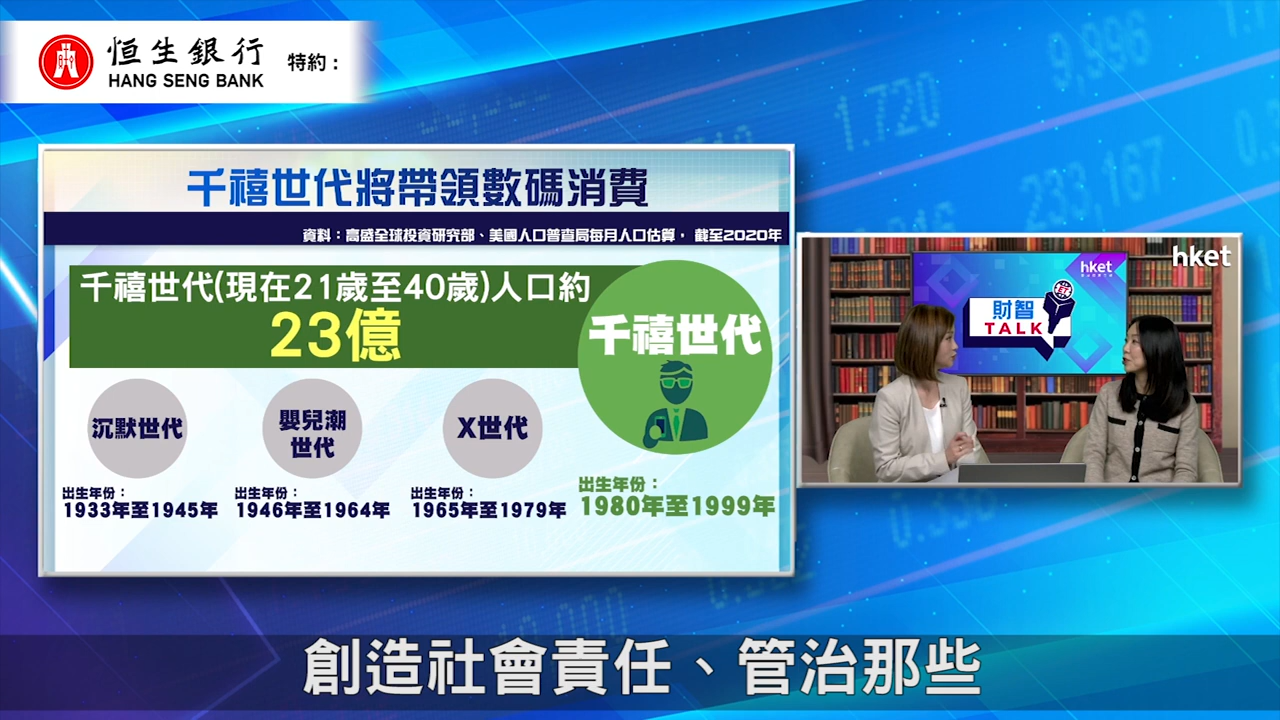 恒生銀行
HANG SENG BANK
特約：
千禧世代將帶領數碼消費
資料：高盛全球投資研究部、美國人口普查局每月人口估算， 截至2020年
千禧世代(現在21歲至40歲)人口約
23億
千禧世代
沉默世代
嬰兒潮
世代
X世代
出生年份：
1933年至1945年
出生年份：
1946年至1964年
出生年份：
1965年至1979年
出生年份：
1980年至1999年
hket
hket
財智
TALK
9,996
1.720
233,167
創造社會責任、管治那些